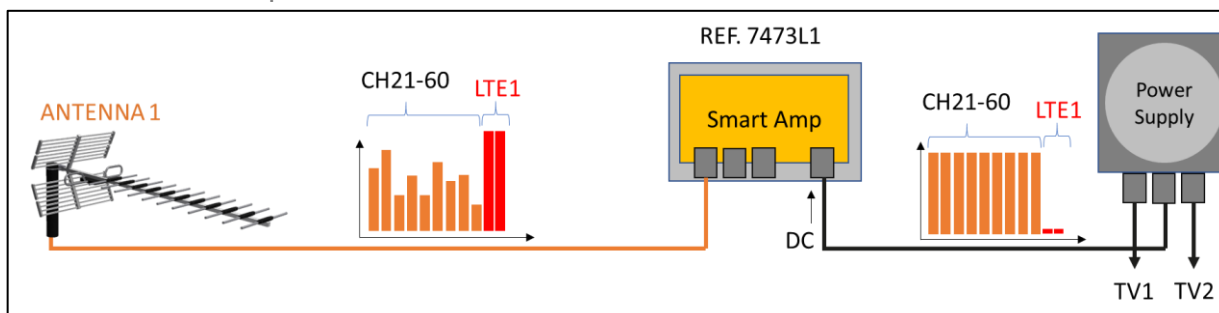 ANTENNA 1
CH21-60
LTE1
REF. 7473L1
Smart Amp
DC
CH21-60
LTE1
Power
Supply
TV1
TV2